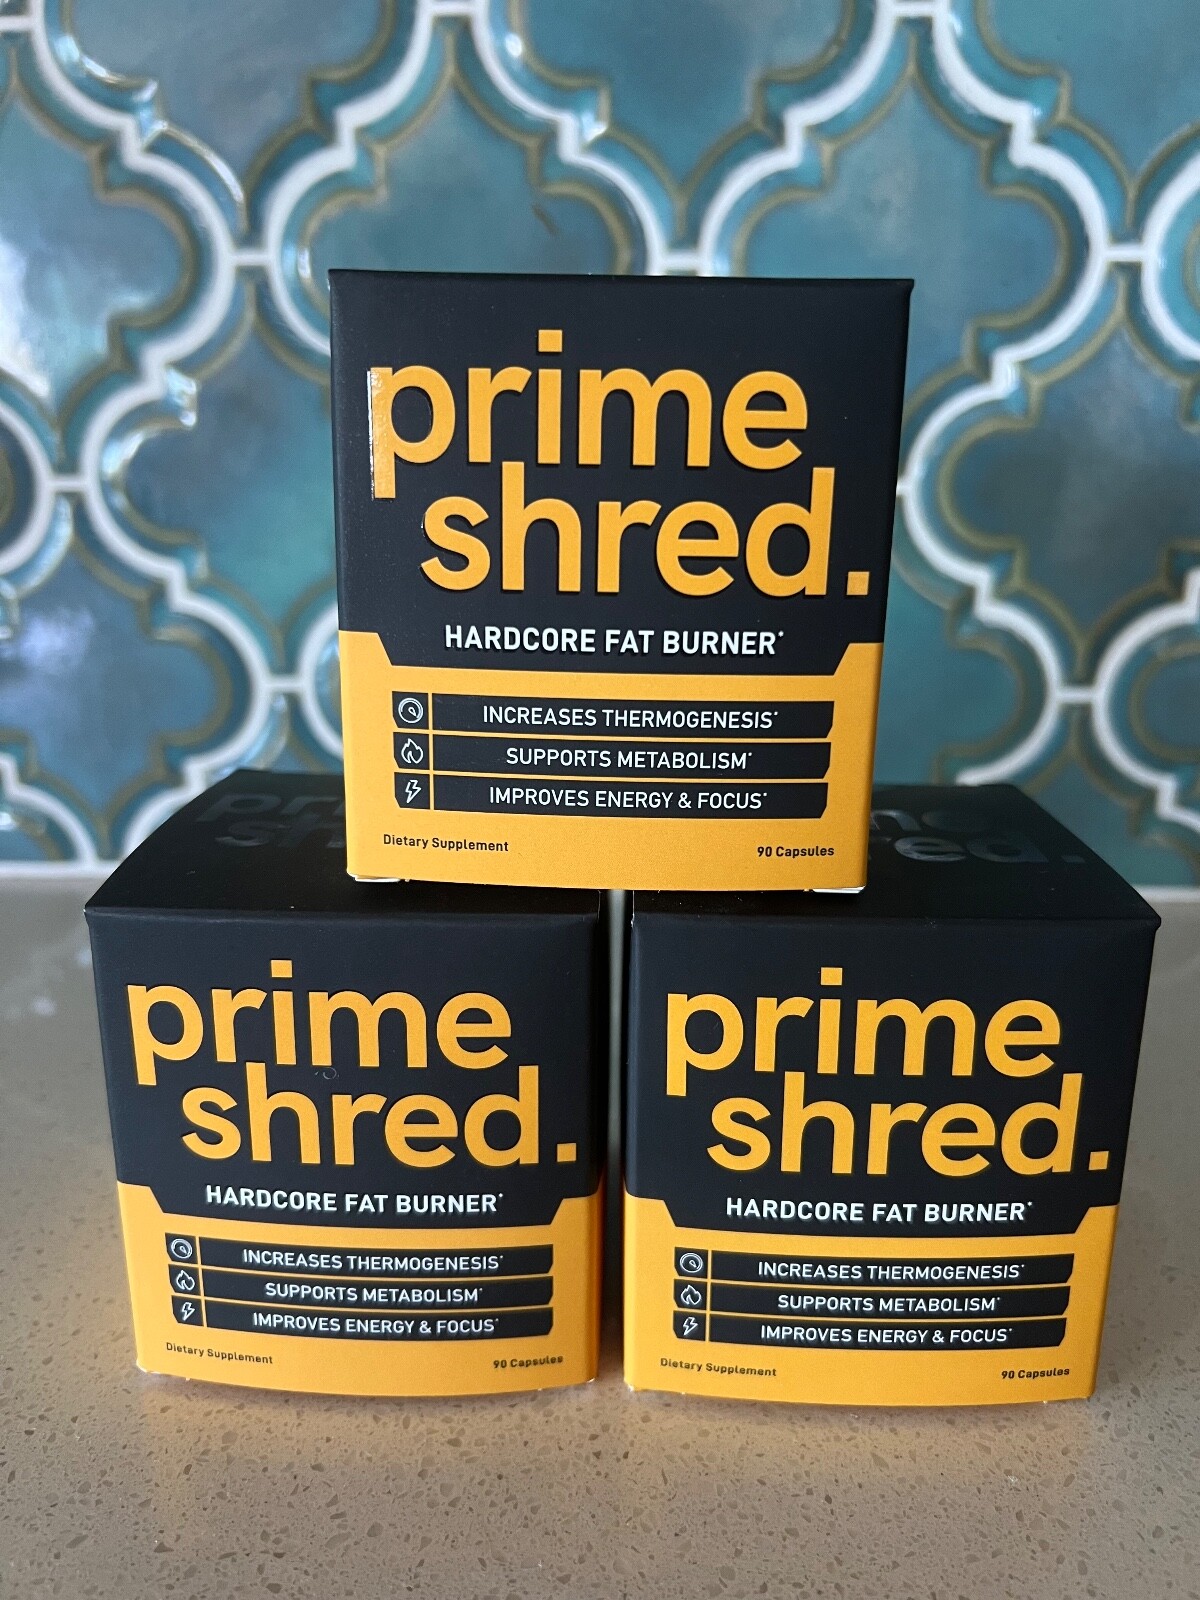 prime
shred.
HARDCORE FAT BURNER*
INCREASES THERMOGENESIS*
SUPPORTS METABOLISM*
IMPROVES ENERGY & FOCUS*
Dietary Supplement
90 Capsules
prime
shred.
HARDCORE FAT BURNER*
INCREASES THERMOGENESIS*
SUPPORTS METABOLISM*
IMPROVES ENERGY & FOCUS*
Dietary Supplement
90 Capsules
prime
shred.
HARDCORE FAT BURNER*
INCREASES THERMOGENESIS*
SUPPORTS METABOLISM*
IMPROVES ENERGY & FOCUS*
Dietary Supplement
90 Capsules